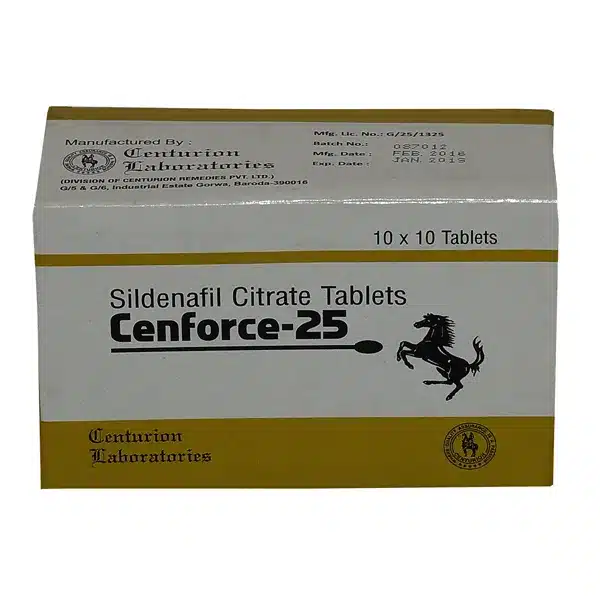 Manufactured By :
Centurion
Laboratories
(DIVISION OF CENTURION REMEDIES PVT. LTD.)
G/5 & G/6, Industrial Estate Gorwa, Baroda-390016
Mfg. Lic. No.: G/25/1325
Batch No.: 087012
Mfg. Date : FEB. 2016
Exp. Date : JAN. 2019
10 x 10 Tablets
Sildenafil Citrate Tablets
Cenforce-25
Centurion
Laboratories
CENTURION